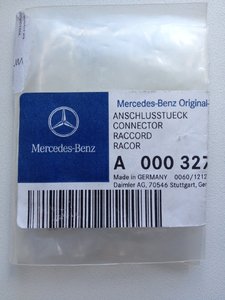 Mercedes-Benz Original-
ANSCHLUSSTUECK
CONNECTOR
RACCORD
RACOR
Mercedes-Benz
A 000 327
Made in GERMANY 0060/1212
Daimler AG, 70546 Stuttgart, Ger